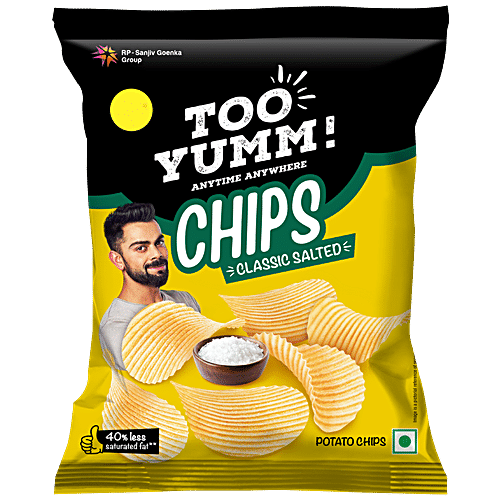 RP-Sanjiv Goenka
Group
TOO
YUMM!
ANYTIME ANYWHERE
CHIPS
CLASSIC SALTED
40% less
saturated fat**
POTATO CHIPS